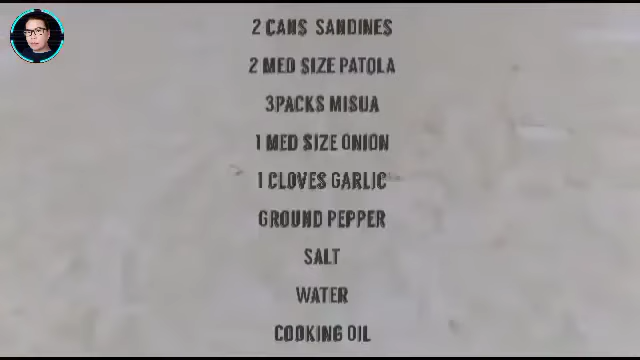 2 CANS SANDINES
2 MED SIZE PATOLA
3PACKS MISUA
1 MED SIZE ONION
1 CLOVES GARLIC
GROUND PEPPER
SALT
WATER
COOKING OIL